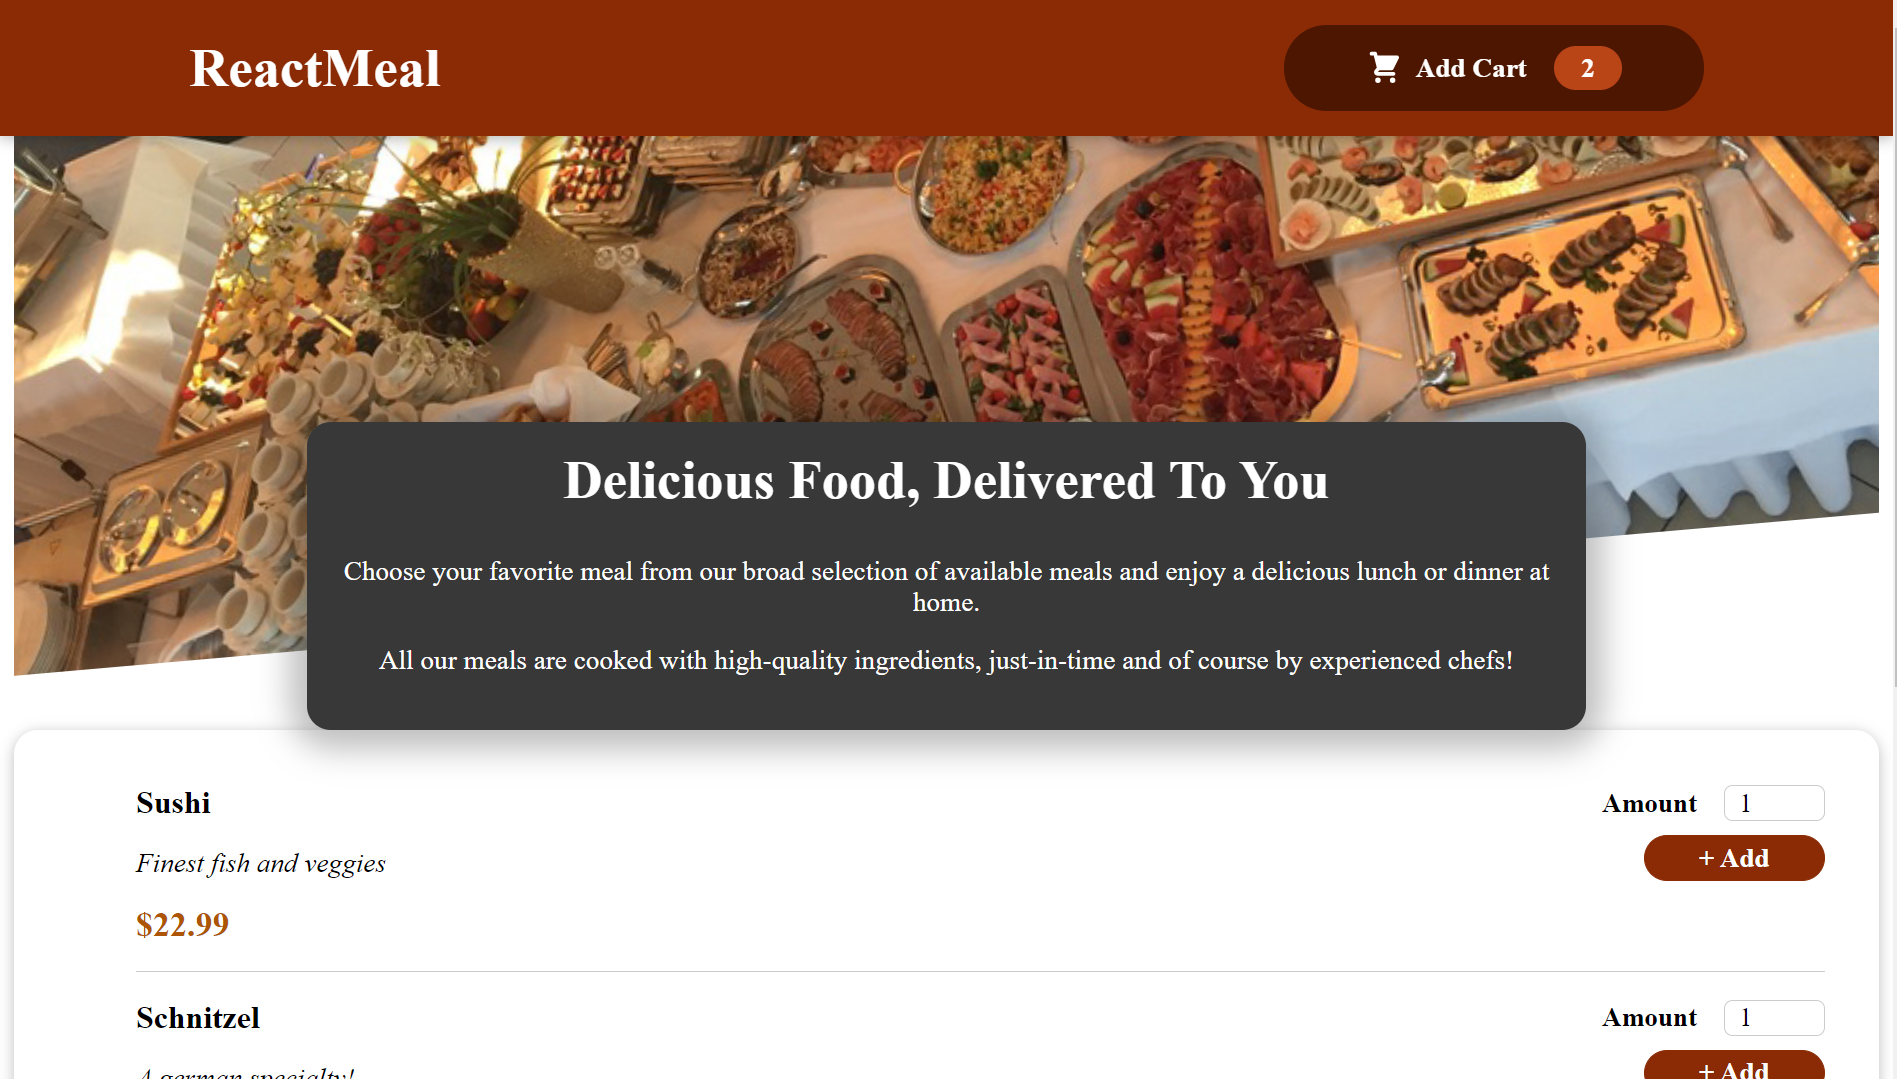 ReactMeal
Add Cart 2
Delicious Food, Delivered To You
Choose your favorite meal from our broad selection of available meals and enjoy a delicious lunch or dinner at
home.
All our meals are cooked with high-quality ingredients, just-in-time and of course by experienced chefs!
Sushi
Amount 1
Finest fish and veggies
+ Add
$22.99
Schnitzel
Amount 1
A german specialty!
+ Add